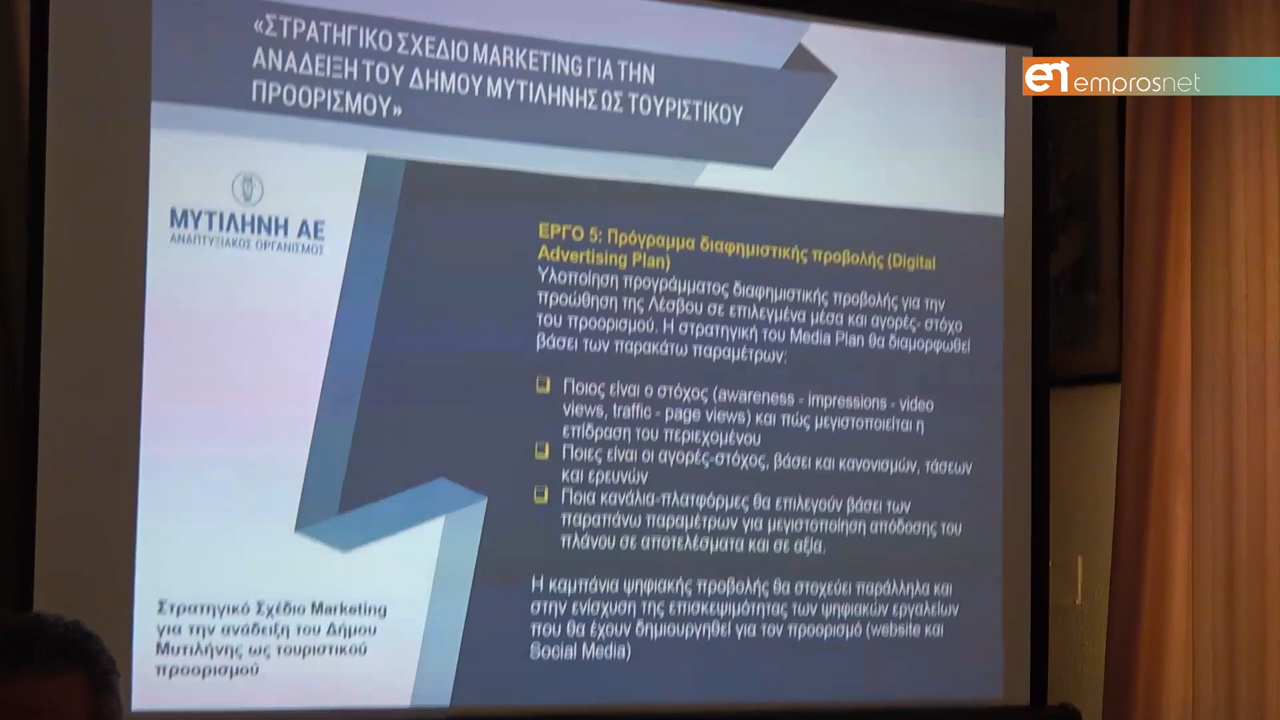 «ΣΤΡΑΤΗΓΙΚΟ ΣΧΕΔΙΟ MARKETING ΓΙΑ ΤΗΝ
ΑΝΑΔΕΙΞΗ ΤΟΥ ΔΗΜΟΥ ΜΥΤΙΛΗΝΗΣ ΩΣ ΤΟΥΡΙΣΤΙΚΟΥ
ΠΡΟΟΡΙΣΜΟΥ»
en emprosnet
ΜΥΤΙΛΗΝΗ ΑΕ
ΑΝΑΠΤΥΞΙΑΚΟΣ ΟΡΓΑΝΙΣΜΟΣ
ΕΡΓΟ 5: Πρόγραμμα διαφημιστικής προβολής (Digital
Advertising Plan)
Υλοποίηση προγράμματος διαφημιστικής προβολής για την
προώθηση της Λέσβου σε επιλεγμένα μέσα και αγορές- στόχο
του προορισμού. Η στρατηγική του Media Plan θα διαμορφωθεί
βάσει των παρακάτω παραμέτρων:
Ποιος είναι ο στόχος (awareness - impressions - video
views, traffic - page views) και πώς μεγιστοποιείται η
επίδραση του περιεχομένου
Ποιες είναι οι αγορές-στόχος, βάσει και κανονισμών, τάσεων
και ερευνών
Ποια κανάλια-πλατφόρμες θα επιλεγούν βάσει των
παραπάνω παραμέτρων για μεγιστοποίηση απόδοσης του
πλάνου σε αποτελέσματα και σε αξία.
Η καμπάνια ψηφιακής προβολής θα στοχεύει παράλληλα και
στην ενίσχυση της επισκεψιμότητας των ψηφιακών εργαλείων
που θα έχουν δημιουργηθεί για τον προορισμό (website και
Social Media)
Στρατηγικό Σχέδιο Marketing
για την ανάδειξη του Δήμου
Μυτιλήνης ως τουριστικού
προορισμού